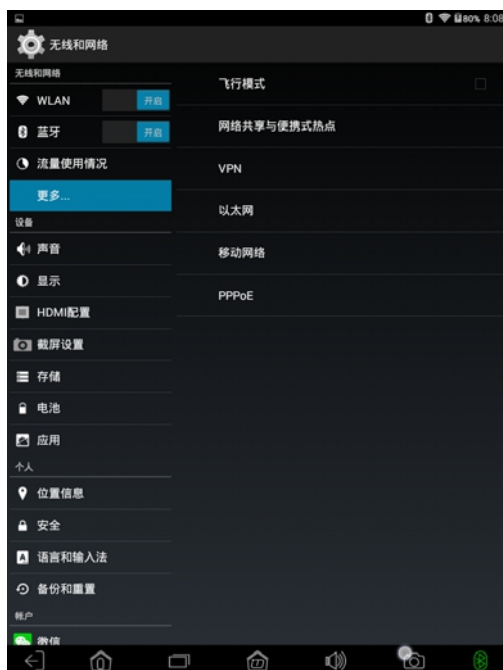 80% 8:08
无线和网络
无线和网络
WLAN 开启
蓝牙 开启
流量使用情况
更多...
设备
声音
显示
HDMI配置
截屏设置
存储
电池
应用
个人
位置信息
安全
语言和输入法
备份和重置
帐户
微信
飞行模式
网络共享与便携式热点
VPN
以太网
移动网络
PPPoE